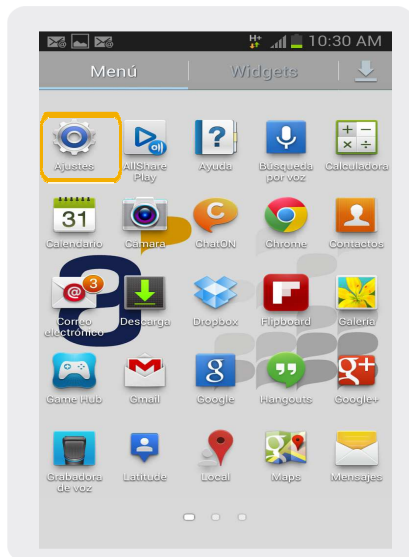 H+ 10:30 AM
Menú Widgets
Ajustes AllShare Play Ayuda Búsqueda por voz Calculadora
31
Calendario Cámara ChatON Chrome Contactos
@ 3
Correo electrónico Descarga Dropbox Flipboard Galería
8 g+
Game Hub Gmail Google Hangouts Google+
Grabadora de voz Latitude Local Maps Mensajes